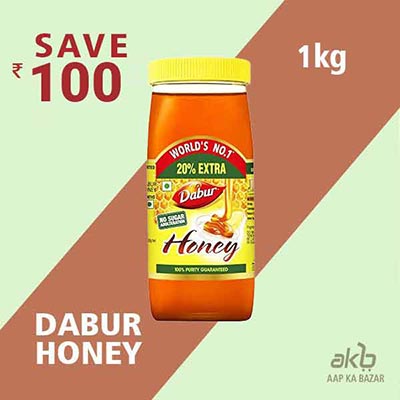 SAVE
₹ 100
1kg
WORLD'S NO.1
20% EXTRA
Dabur
NO SUGAR
ADULTERATION
Honey
100% PURITY GUARANTEED
DABUR
HONEY
akb
AAP KA BAZAR